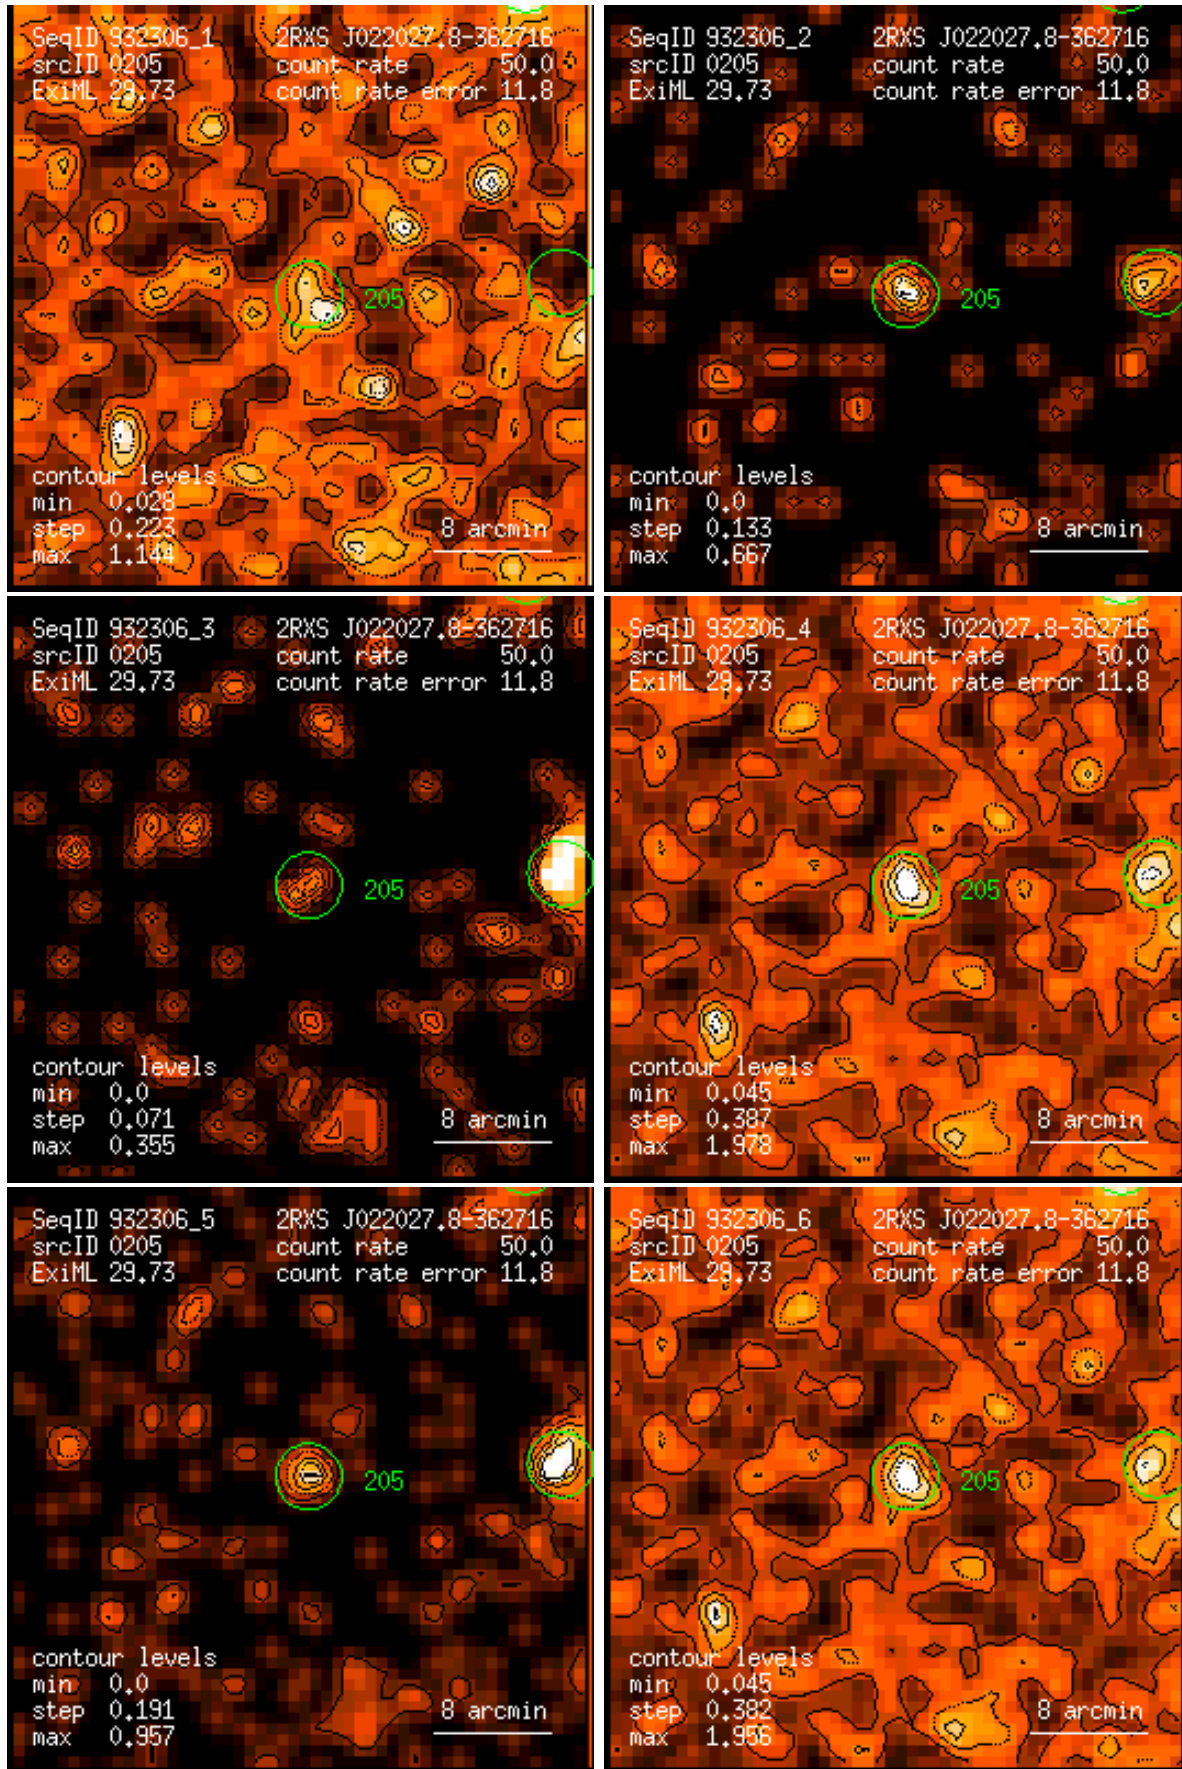 SeqID 932306_1 2RXS J022027.8-362716
srcID 0205 count rate 50.0
ExiML 29.73 count rate error 11.8
205
contour levels
min 0.028
step 0.223 8 arcmin
max 1.144
SeqID 932306_2 2RXS J022027.8-362716
srcID 0205 count rate 50.0
ExiML 29.73 count rate error 11.8
205
contour levels
min 0.0
step 0.133 8 arcmin
max 0.667
SeqID 932306_3 2RXS J022027.8-362716
srcID 0205 count rate 50.0
ExiML 29.73 count rate error 11.8
205
contour levels
min 0.0
step 0.071 8 arcmin
max 0.355
SeqID 932306_4 2RXS J022027.8-362716
srcID 0205 count rate 50.0
ExiML 29.73 count rate error 11.8
205
contour levels
min 0.045
step 0.387 8 arcmin
max 1.978
SeqID 932306_5 2RXS J022027.8-362716
srcID 0205 count rate 50.0
ExiML 29.73 count rate error 11.8
205
contour levels
min 0.0
step 0.191 8 arcmin
max 0.957
SeqID 932306_6 2RXS J022027.8-362716
srcID 0205 count rate 50.0
ExiML 29.73 count rate error 11.8
205
contour levels
min 0.045
step 0.382 8 arcmin
max 1.956